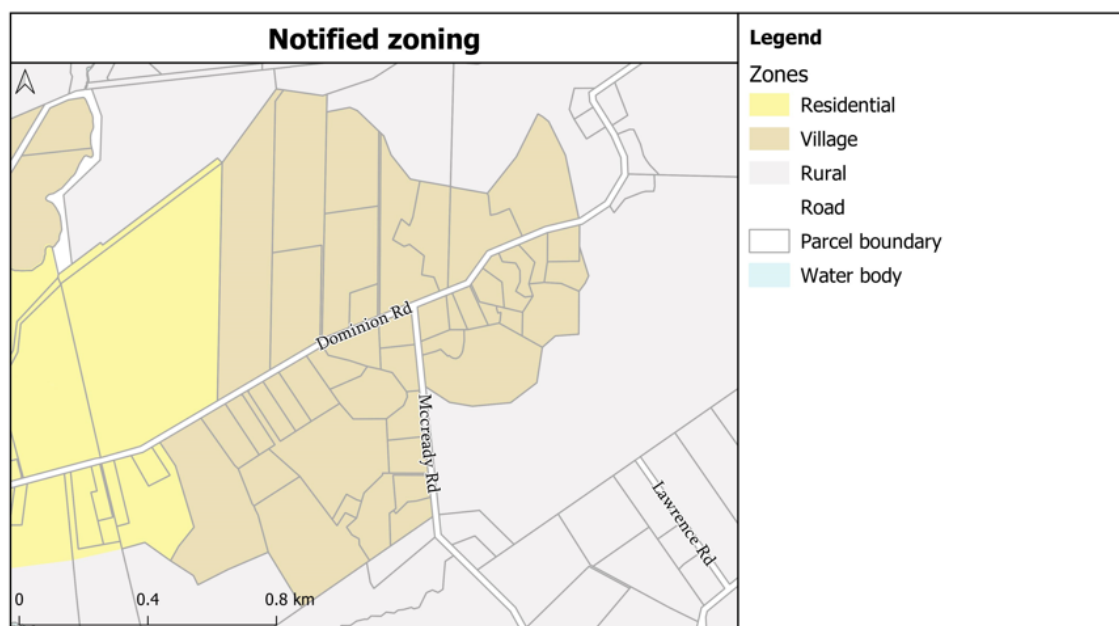 Notified zoning
Dominion Rd
Mccready Rd
Lawrence Rd
0 0.4 0.8 km
Legend
Zones
Residential
Village
Rural
Road
Parcel boundary
Water body